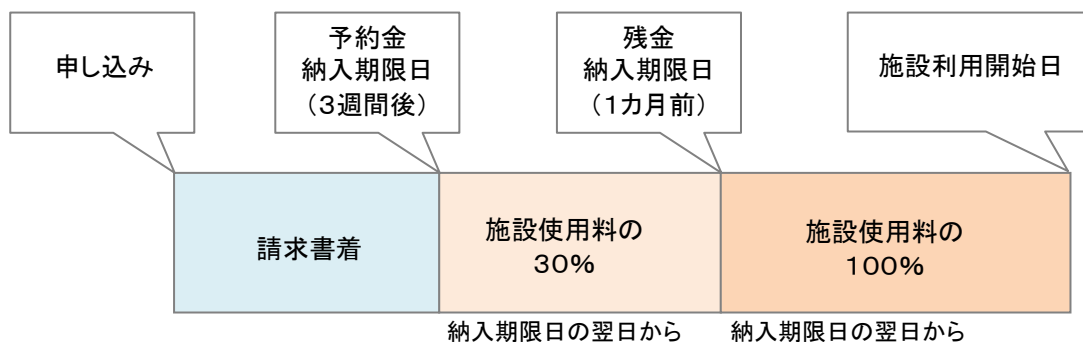 申し込み
予約金
納入期限日
（３週間後）
残金
納入期限日
（１カ月前）
施設利用開始日
請求書着
施設使用料の
３０％
施設使用料の
１００％
納入期限日の翌日から
納入期限日の翌日から